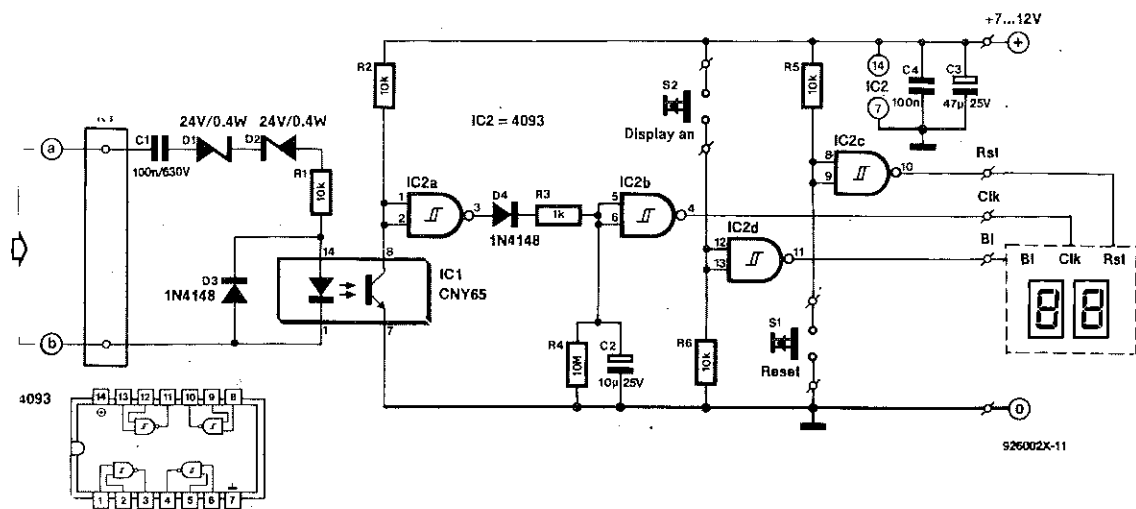 +7...12V
+
R2
10k
S2
Display an
R5
10k
14
IC2
7
C4
100n
C3
47µ 25V
IC2 = 4093
24V/0.4W 24V/0.4W
C1
D1
D2
100n/630V
a
R1
10k
IC2a
1
2
3
D4
1N4148
R3
1k
IC2b
5
6
4
IC2c
8
9
10
Rst
Clk
IC2d
12
13
11
Bl
Bl Clk Rst
88
14
8
IC1
CNY65
1
7
D3
1N4148
b
R4
10M
C2
10µ 25V
R6
10k
S1
Reset
0
926002X-11
4093
14 13 12 11 10 9 8
1 2 3 4 5 6 7